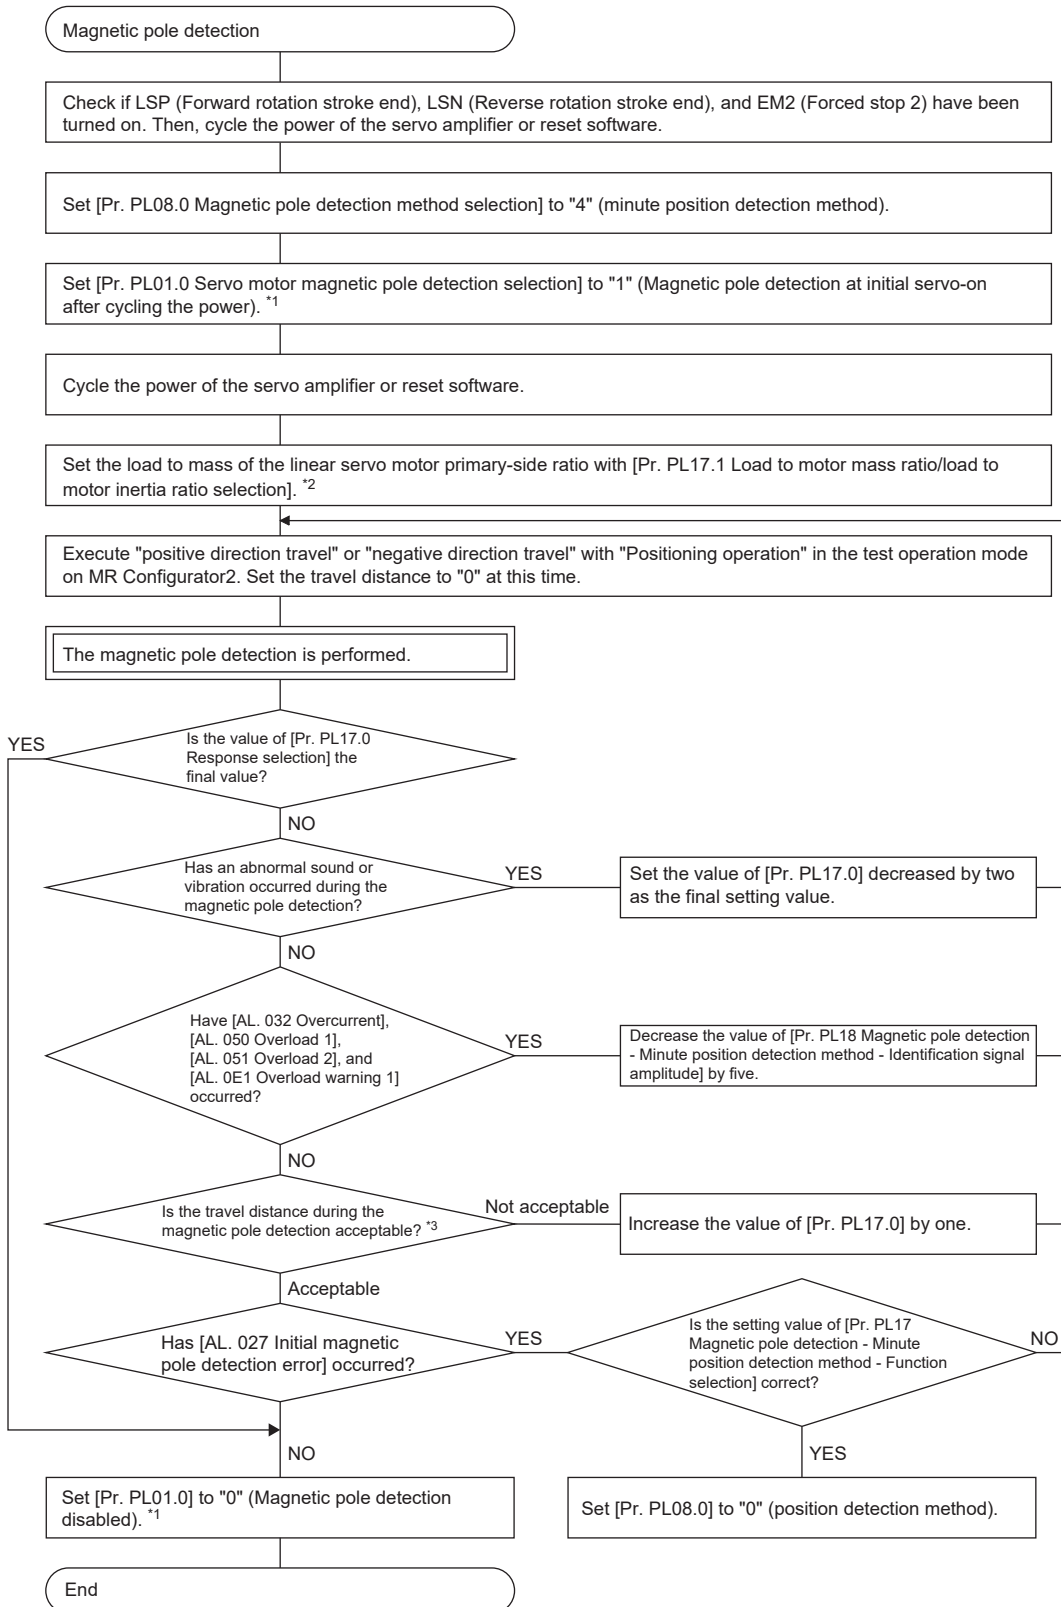 Magnetic pole detection
Check if LSP (Forward rotation stroke end), LSN (Reverse rotation stroke end), and EM2 (Forced stop 2) have been
turned on. Then, cycle the power of the servo amplifier or reset software.
Set [Pr. PL08.0 Magnetic pole detection method selection] to "4" (minute position detection method).
Set [Pr. PL01.0 Servo motor magnetic pole detection selection] to "1" (Magnetic pole detection at initial servo-on
after cycling the power). *1
Cycle the power of the servo amplifier or reset software.
Set the load to mass of the linear servo motor primary-side ratio with [Pr. PL17.1 Load to motor mass ratio/load to
motor inertia ratio selection]. *2
Execute "positive direction travel" or "negative direction travel" with "Positioning operation" in the test operation mode
on MR Configurator2. Set the travel distance to "0" at this time.
The magnetic pole detection is performed.
YES
Is the value of [Pr. PL17.0
Response selection] the
final value?
NO
Has an abnormal sound or
vibration occurred during the
magnetic pole detection?
YES
Set the value of [Pr. PL17.0] decreased by two
as the final setting value.
NO
Have [AL. 032 Overcurrent],
[AL. 050 Overload 1],
[AL. 051 Overload 2], and
[AL. 0E1 Overload warning 1]
occurred?
YES
Decrease the value of [Pr. PL18 Magnetic pole detection
- Minute position detection method - Identification signal
amplitude] by five.
NO
Is the travel distance during the
magnetic pole detection acceptable? *3
Not acceptable
Increase the value of [Pr. PL17.0] by one.
Acceptable
Has [AL. 027 Initial magnetic
pole detection error] occurred?
YES
Is the setting value of [Pr. PL17
Magnetic pole detection - Minute
position detection method - Function
selection] correct?
NO
NO
YES
Set [Pr. PL01.0] to "0" (Magnetic pole detection
disabled). *1
Set [Pr. PL08.0] to "0" (position detection method).
End